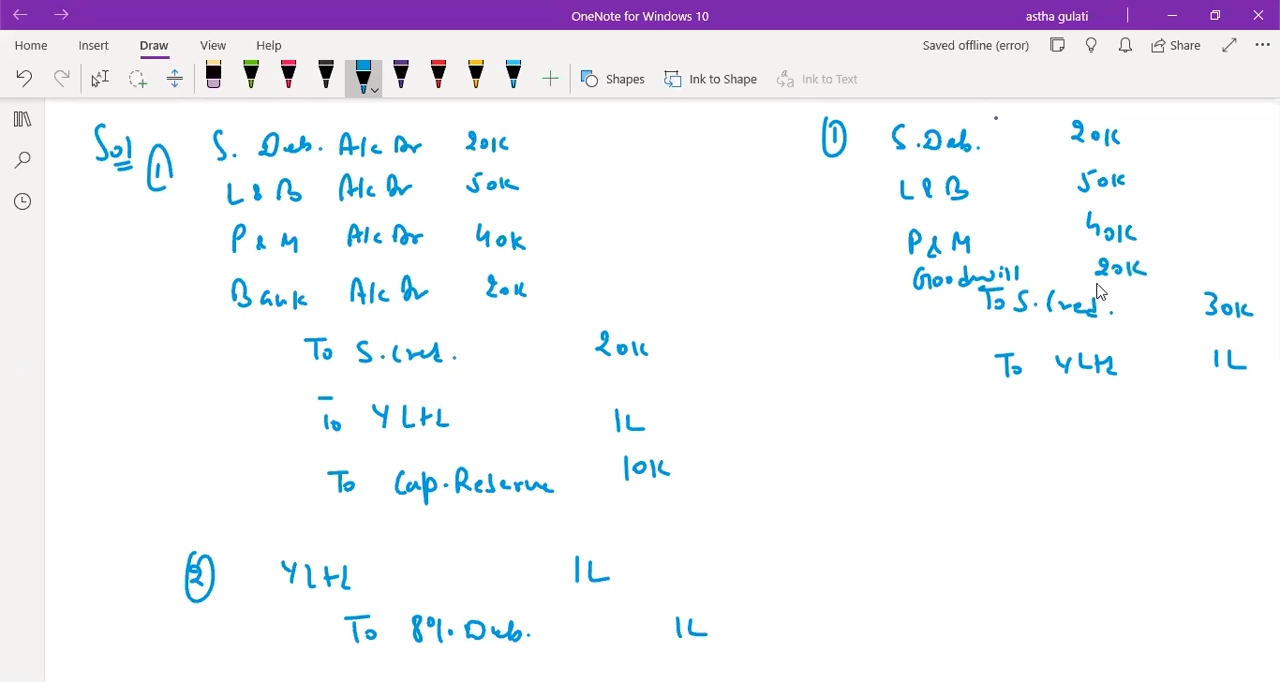 OneNote for Windows 10
astha gulati
Home Insert Draw View Help
Saved offline (error)
Share
Shapes
Ink to Shape
Ink to Text
Sol ① S. Deb. A/c Dr 20K
L & B A/c Dr 50K
P & M A/c Dr 40K
Bank A/c Dr 20K
To S. Cred. 20K
To Y Ltd 1L
To Cap. Reserve 10K
② Y Ltd 1L
To 8% Deb. 1L
① S. Deb. 20K
L & B 50K
P & M 40K
Goodwill 20K
To S. Cred. 30K
To Y Ltd 1L